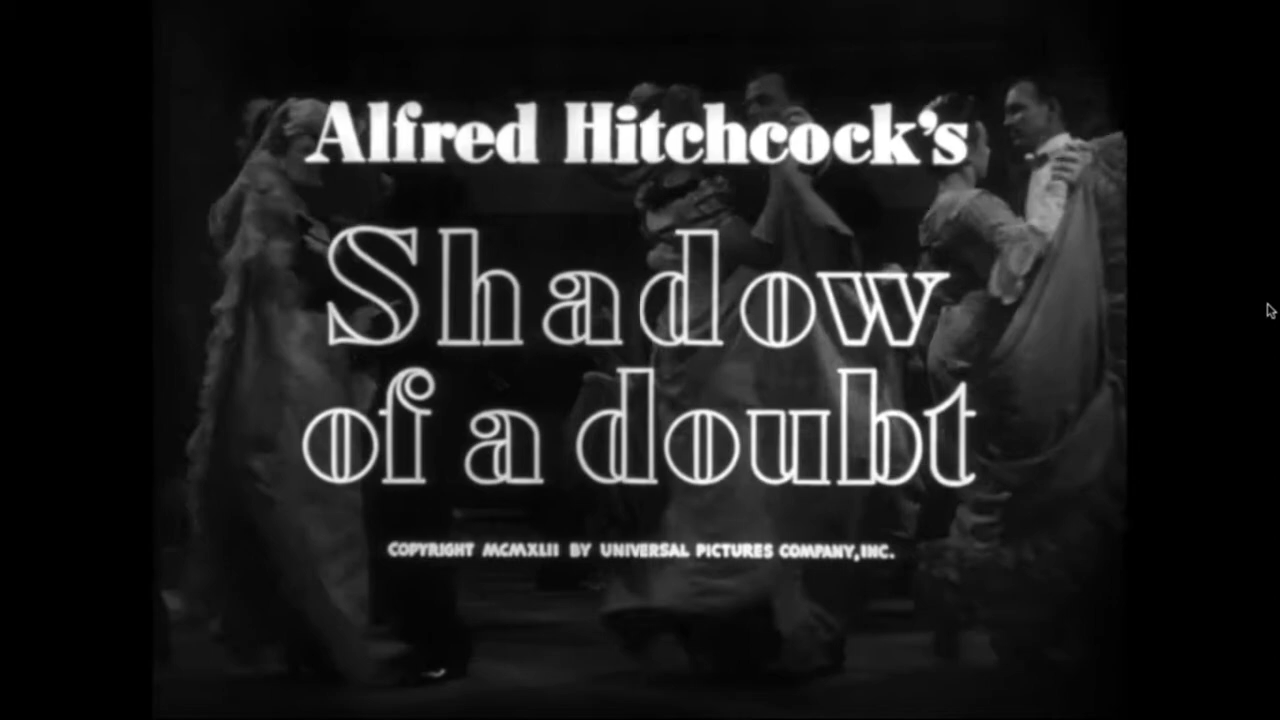 Alfred Hitchcock's
Shadow
of a doubt
COPYRIGHT MCMXLII BY UNIVERSAL PICTURES COMPANY, INC.